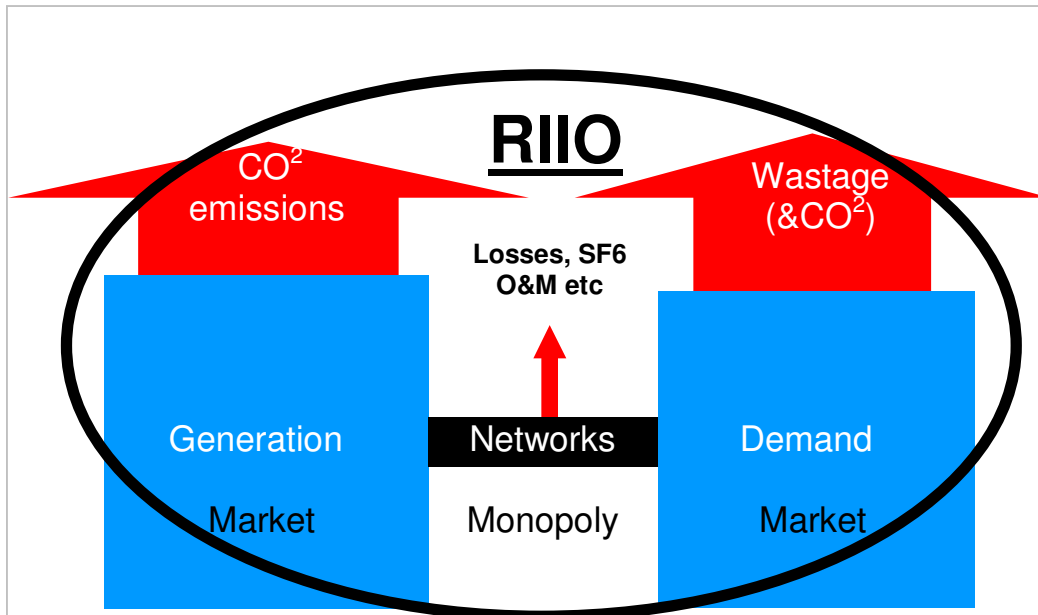 RIIO
CO²
emissions
Wastage
(&CO²)
Losses, SF6
O&M etc
Generation
Networks
Demand
Market
Monopoly
Market